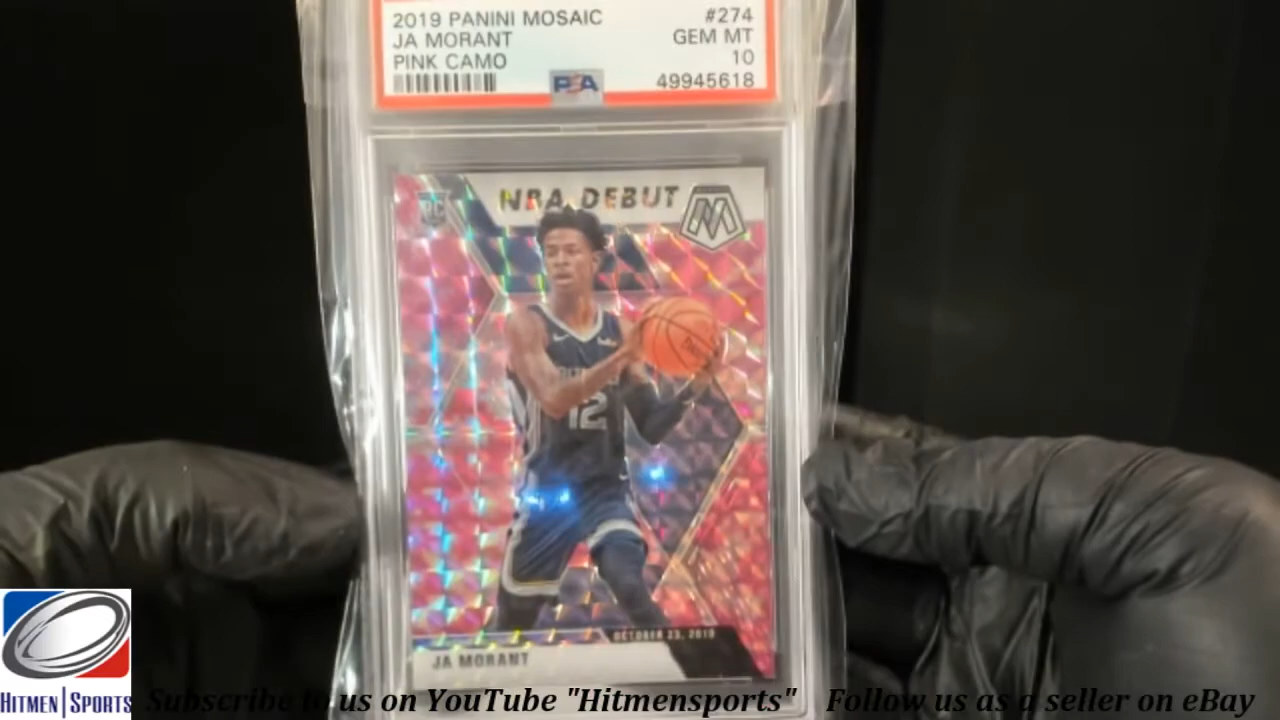 2019 PANINI MOSAIC #274
JA MORANT GEM MT
PINK CAMO 10
PSA 49945618
RC NBA DEBUT
12
OCTOBER 23, 2019
JA MORANT
HITMEN|SPORTS
Subscribe to us on YouTube "Hitmensports" Follow us as a seller on eBay